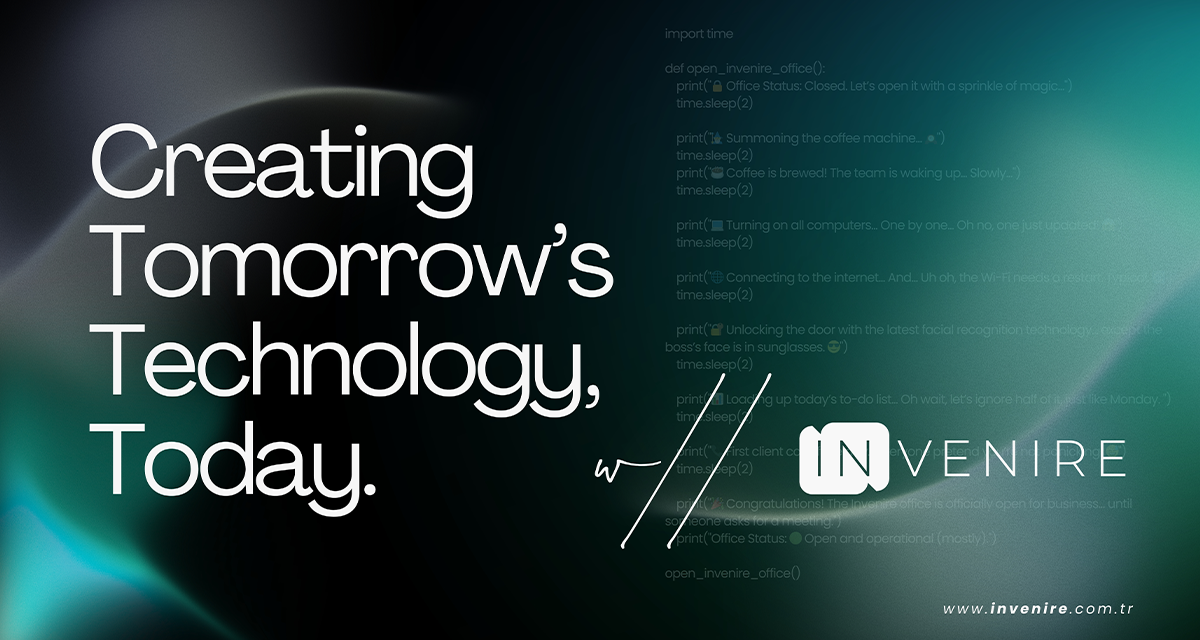 Creating
Tomorrow's
Technology,
Today.
w//
INVENIRE
import time
def open_invenire_office():
print("🔒 Office Status: Closed. Let's open it with a sprinkle of magic...")
time.sleep(2)
print(" Summoning the coffee machine... ")
time.sleep(2)
print(" Coffee is brewed! The team is waking up... Slowly...")
time.sleep(2)
print(" Turning on all computers... One by one... Oh no, one just updated.
time.sleep(2)
print("🌐 Connecting to the internet... And... Uh oh, the Wi-Fi needs a restart.
time.sleep(2)
print("🔐 Unlocking the door with the latest facial recognition technology... except the
boss's face is in sunglasses. 😎")
time.sleep(2)
print(" Loading up today's to-do list... Oh wait, let's ignore half of it, just like Monday. ")
time.sleep(2)
print(" First client
time.sleep(2)
print("🎉 Congratulations! The Invenire office is officially open for business... until
someone asks for a meeting.")
print("Office Status: 🟢 Open and operational (mostly).")
open_invenire_office()
www.invenire.com.tr